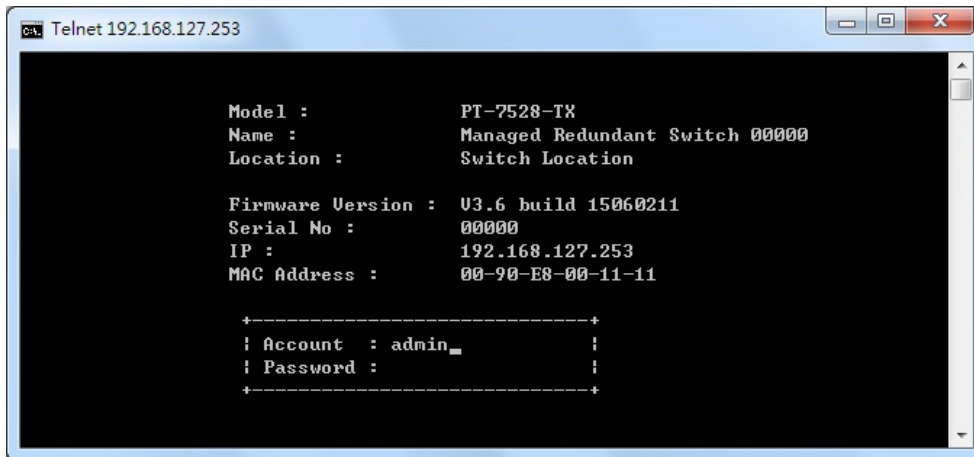 Telnet 192.168.127.253
Model : PT-7528-TX
Name : Managed Redundant Switch 00000
Location : Switch Location
Firmware Version : V3.6 build 15060211
Serial No : 00000
IP : 192.168.127.253
MAC Address : 00-90-E8-00-11-11
+-----------------------------+
| Account : admin_ |
| Password : |
+-----------------------------+